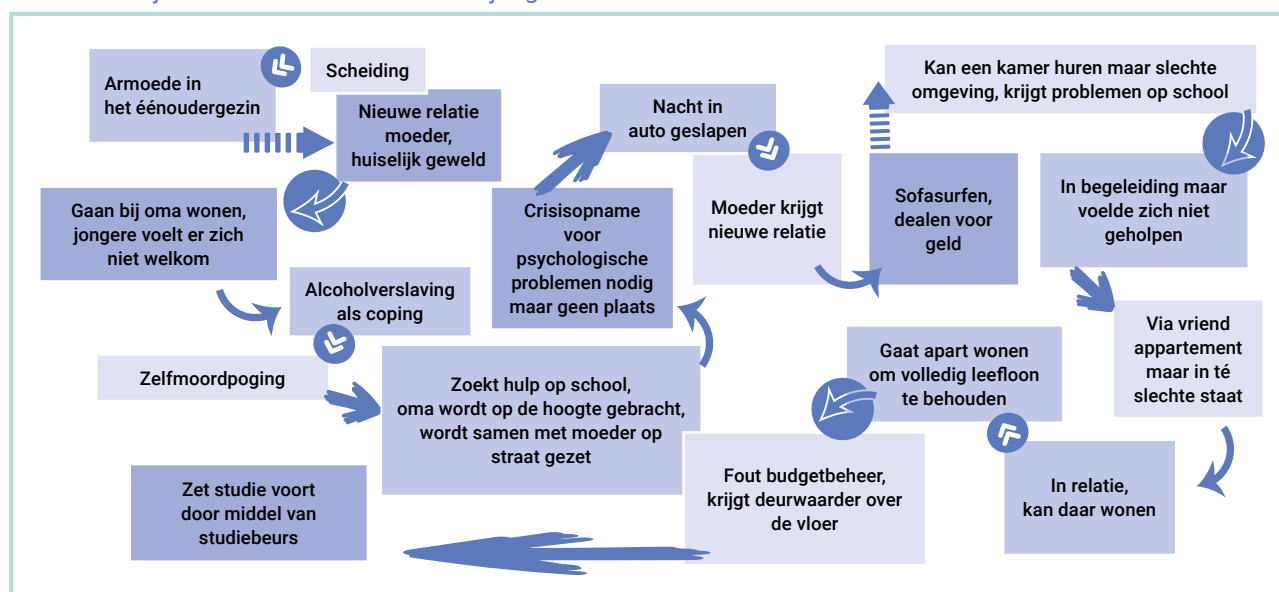 Scheiding
Armoede in
het éénoudergezin
Nieuwe relatie
moeder,
huiselijk geweld
Gaan bij oma wonen,
jongere voelt er zich
niet welkom
Alcoholverslaving
als coping
Zelfmoordpoging
Zoekt hulp op school,
oma wordt op de hoogte gebracht,
wordt samen met moeder op
straat gezet
Crisisopname
voor
psychologische
problemen nodig
maar geen plaats
Nacht in
auto geslapen
Moeder krijgt
nieuwe relatie
Sofasurfen,
dealen voor
geld
Kan een kamer huren maar slechte
omgeving, krijgt problemen op school
In begeleiding maar
voelde zich niet
geholpen
Via vriend
appartement
maar in té
slechte staat
In relatie,
kan daar wonen
Gaat apart wonen
om volledig leefloon
te behouden
Fout budgetbeheer,
krijgt deurwaarder over
de vloer
Zet studie voort
door middel van
studiebeurs